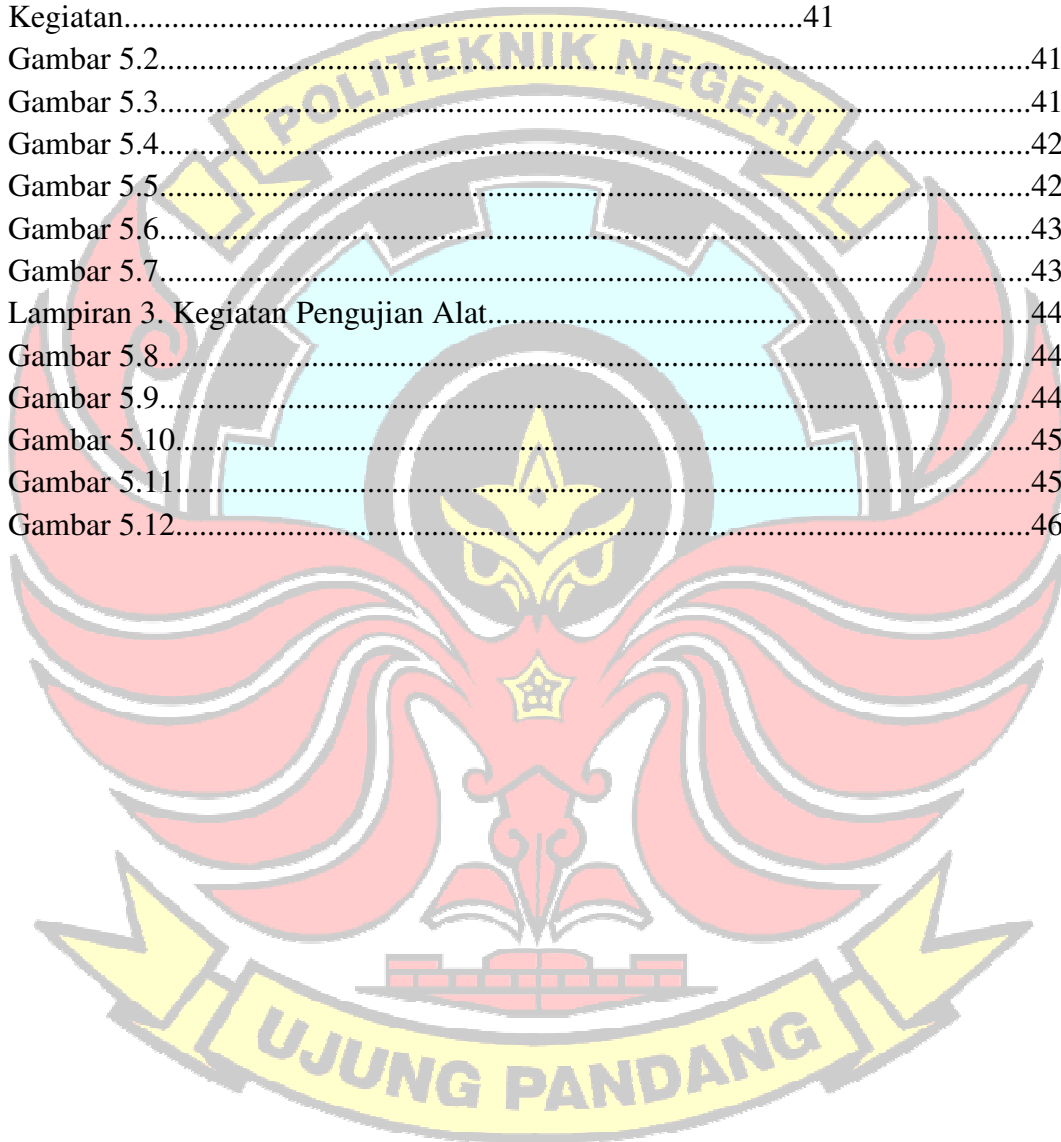 Kegiatan....................................................................................................41
Gambar 5.2................................................................................................................................41
Gambar 5.3................................................................................................................................41
Gambar 5.4................................................................................................................................42
Gambar 5.5................................................................................................................................42
Gambar 5.6................................................................................................................................43
Gambar 5.7................................................................................................................................43
Lampiran 3. Kegiatan Pengujian Alat................................................................................44
Gambar 5.8................................................................................................................................44
Gambar 5.9................................................................................................................................44
Gambar 5.10..............................................................................................................................45
Gambar 5.11..............................................................................................................................45
Gambar 5.12..............................................................................................................................46
POLITEKNIK NEGERI
UJUNG PANDANG